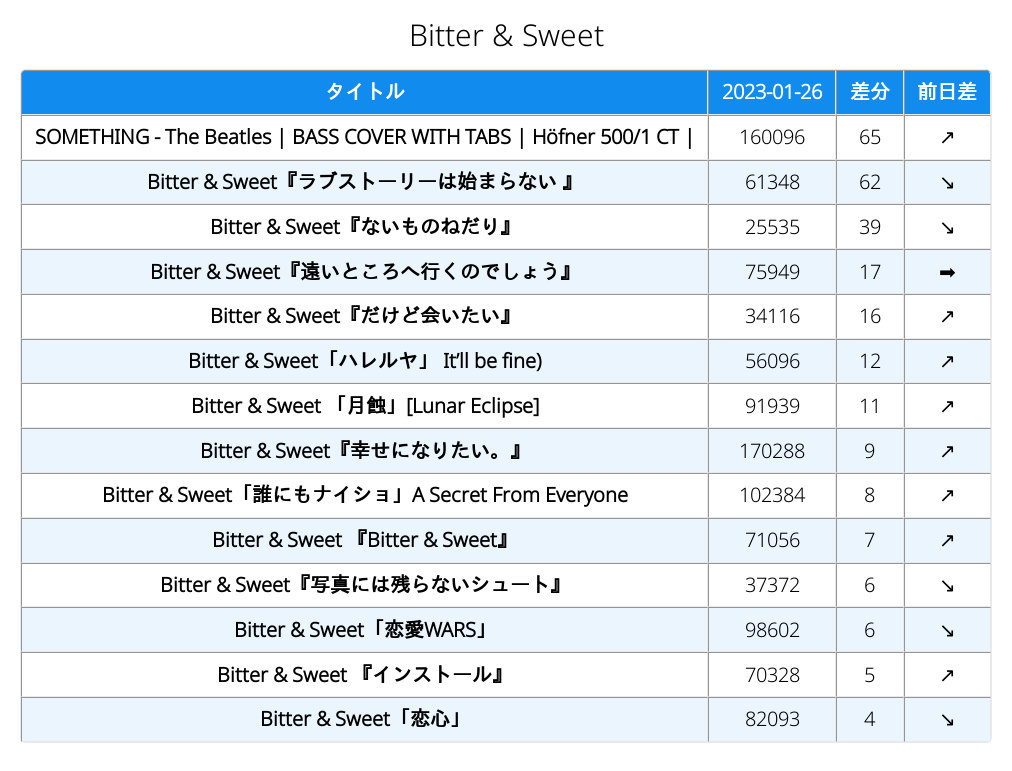 Bitter & Sweet
タイトル 2023-01-26 差分 前日差
SOMETHING - The Beatles | BASS COVER WITH TABS | Höfner 500/1 CT | 160096 65 ↗
Bitter & Sweet『ラブストーリーは始まらない 』 61348 62 ↘
Bitter & Sweet『ないものねだり』 25535 39 ↘
Bitter & Sweet『遠いところへ行くのでしょう』 75949 17 ➡
Bitter & Sweet『だけど会いたい』 34116 16 ↗
Bitter & Sweet「ハレルヤ」 It’ll be fine) 56096 12 ↗
Bitter & Sweet 「月蝕」[Lunar Eclipse] 91939 11 ↗
Bitter & Sweet『幸せになりたい。』 170288 9 ↗
Bitter & Sweet「誰にもナイショ」A Secret From Everyone 102384 8 ↗
Bitter & Sweet 『Bitter & Sweet』 71056 7 ↗
Bitter & Sweet『写真には残らないシュート』 37372 6 ↘
Bitter & Sweet「恋愛WARS」 98602 6 ↘
Bitter & Sweet 『インストール』 70328 5 ↗
Bitter & Sweet「恋心」 82093 4 ↘